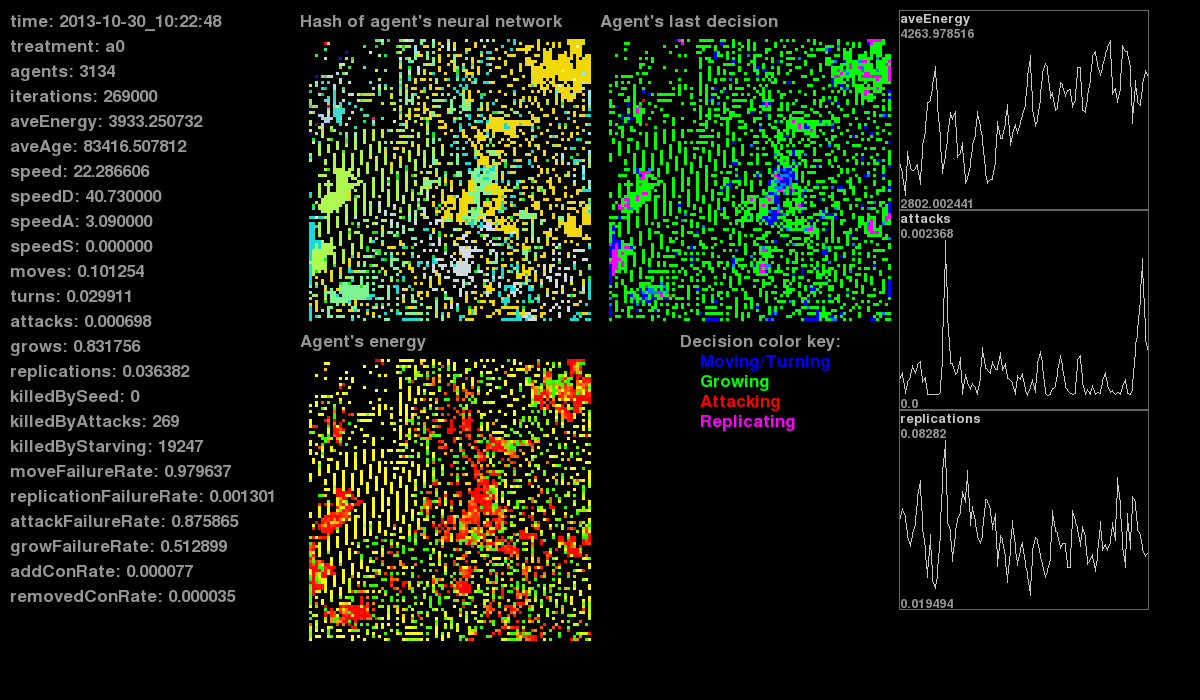 time: 2013-10-30_10:22:48
treatment: a0
agents: 3134
iterations: 269000
aveEnergy: 3933.250732
aveAge: 83416.507812
speed: 22.286606
speedD: 40.730000
speedA: 3.090000
speedS: 0.000000
moves: 0.101254
turns: 0.029911
attacks: 0.000698
grows: 0.831756
replications: 0.036382
killedBySeed: 0
killedByAttacks: 269
killedByStarving: 19247
moveFailureRate: 0.979637
replicationFailureRate: 0.001301
attackFailureRate: 0.875865
growFailureRate: 0.512899
addConRate: 0.000077
removedConRate: 0.000035
Hash of agent's neural network
Agent's last decision
Agent's energy
Decision color key:
Moving/Turning
Growing
Attacking
Replicating
aveEnergy
4263.978516
2802.002441
attacks
0.002368
0.0
replications
0.08282
0.019494